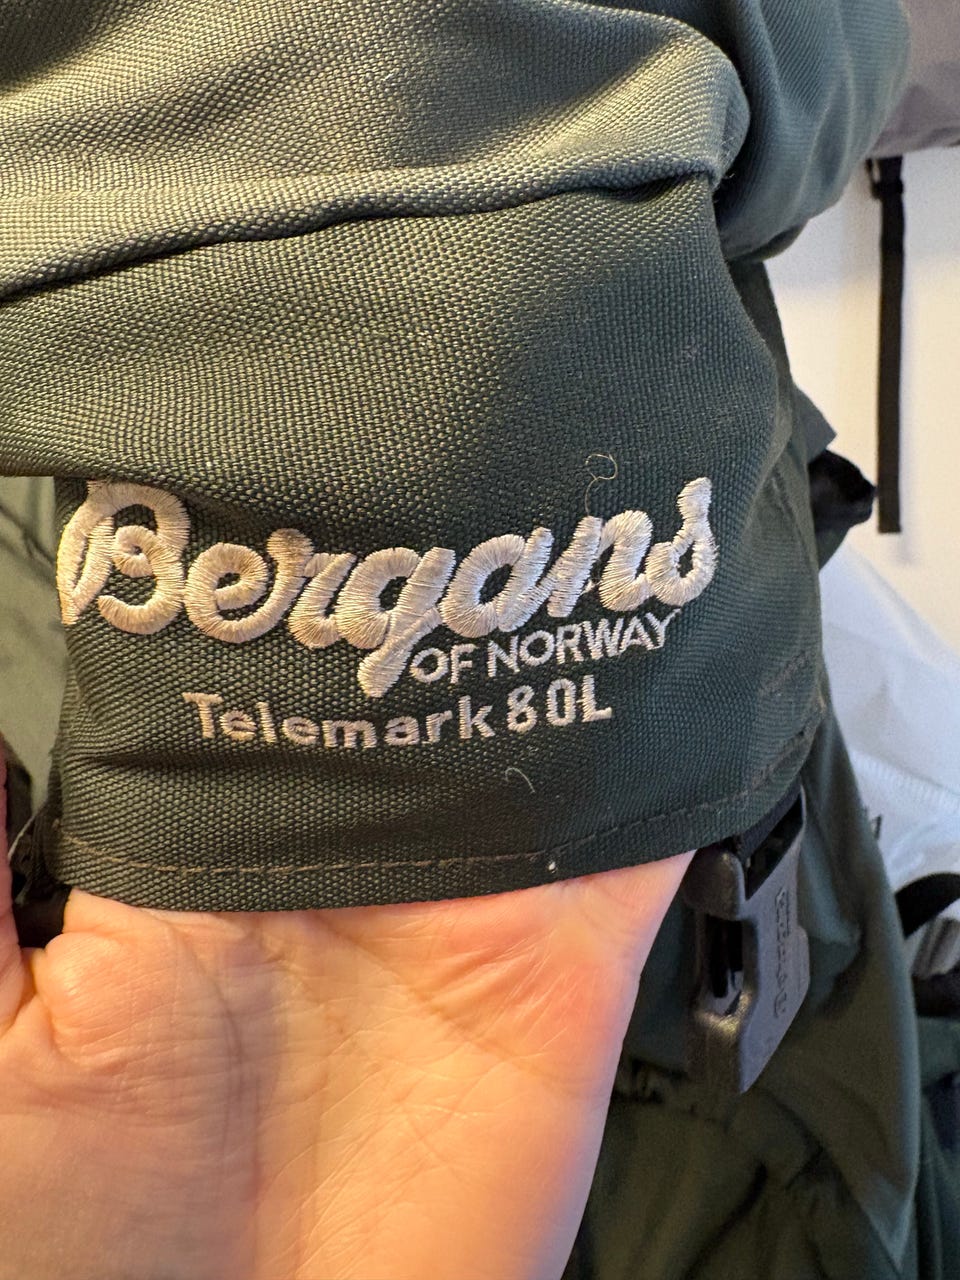 Bergans
OF NORWAY
Telemark 80L